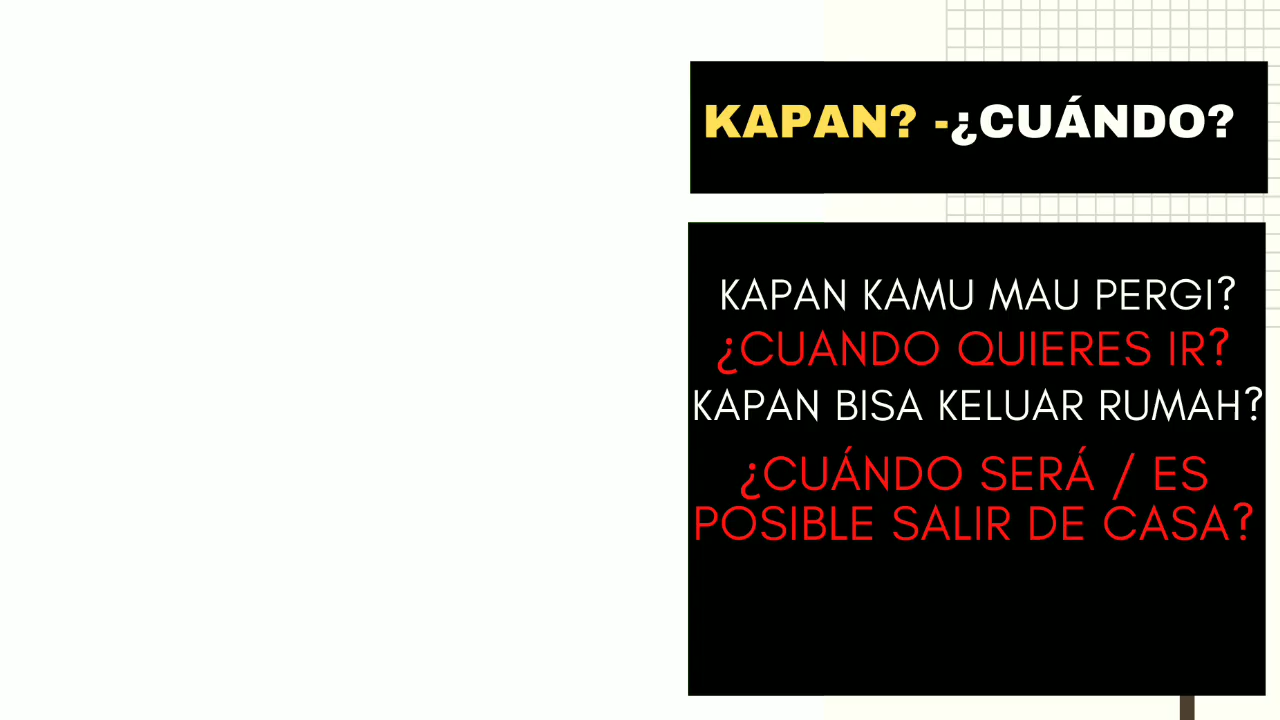 KAPAN? -¿CUÁNDO?
KAPAN KAMU MAU PERGI?
¿CUANDO QUIERES IR?
KAPAN BISA KELUAR RUMAH?
¿CUÁNDO SERÁ / ES
POSIBLE SALIR DE CASA?